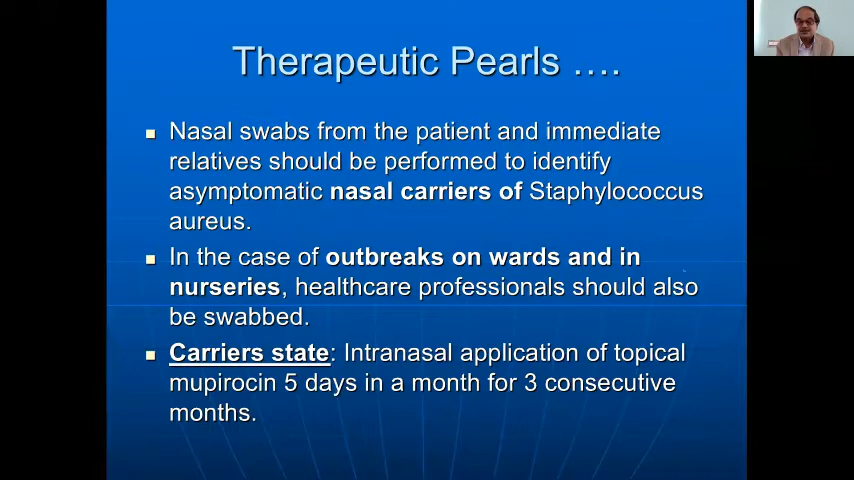 Therapeutic Pearls ….
Nasal swabs from the patient and immediate
relatives should be performed to identify
asymptomatic nasal carriers of Staphylococcus
aureus.
In the case of outbreaks on wards and in
nurseries, healthcare professionals should also
be swabbed.
Carriers state: Intranasal application of topical
mupirocin 5 days in a month for 3 consecutive
months.